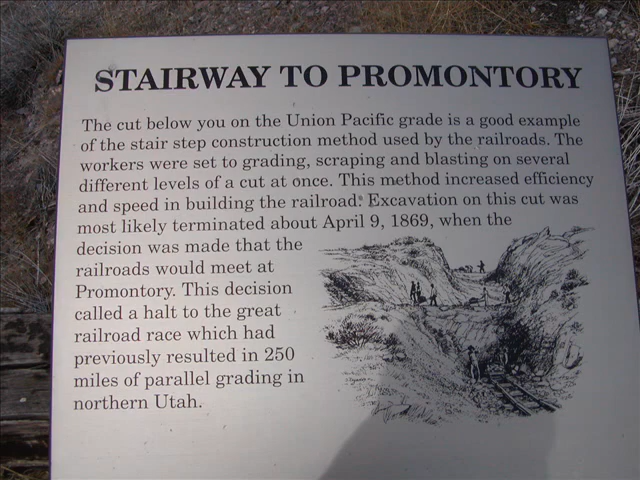 STAIRWAY TO PROMONTORY
The cut below you on the Union Pacific grade is a good example
of the stair step construction method used by the railroads. The
workers were set to grading, scraping and blasting on several
different levels of a cut at once. This method increased efficiency
and speed in building the railroad. Excavation on this cut was
most likely terminated about April 9, 1869, when the
decision was made that the
railroads would meet at
Promontory. This decision
called a halt to the great
railroad race which had
previously resulted in 250
miles of parallel grading in
northern Utah.